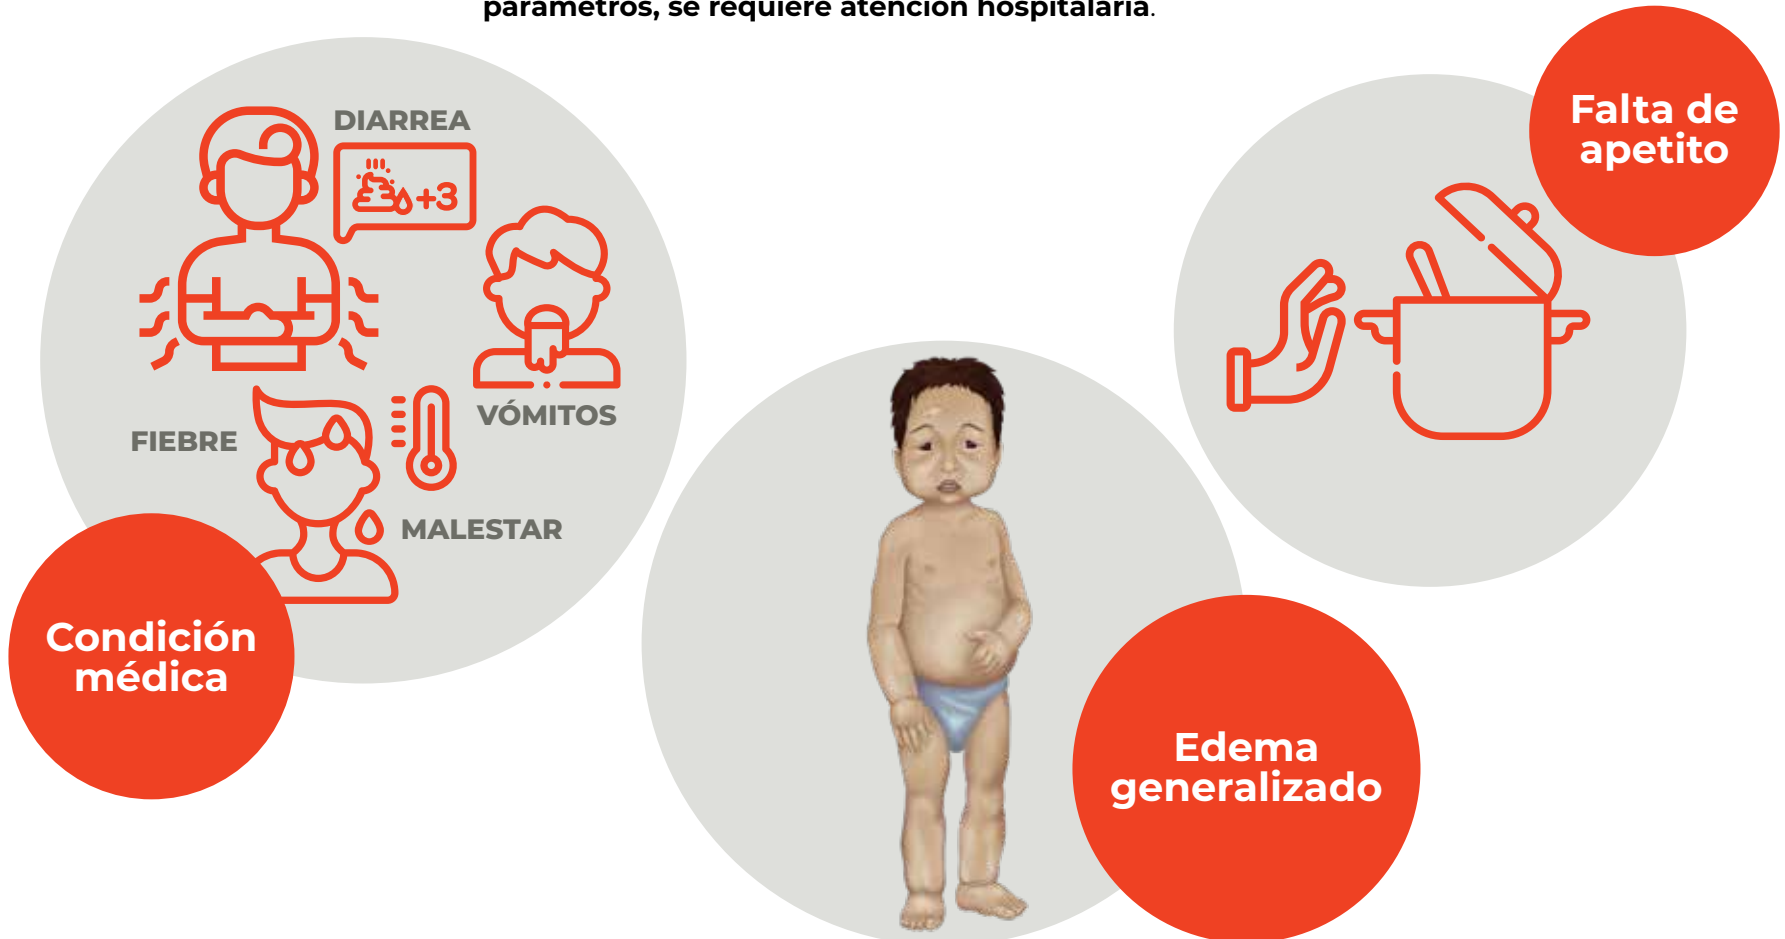 parámetros, se requiere atención hospitalaria.
DIARREA
+3
VÓMITOS
FIEBRE
MALESTAR
Condición
médica
Edema
generalizado
Falta de
apetito